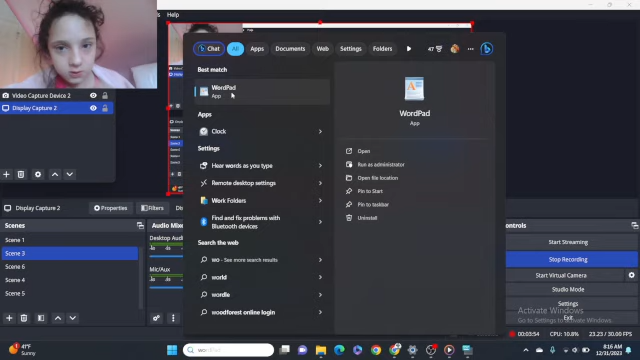 Help
Chat
All
Apps
Documents
Web
Settings
Folders
47
Best match
WordPad
App
Apps
Clock
Settings
Hear words as you type
Remote desktop settings
Work Folders
Find and fix problems with
Bluetooth devices
Search the web
wo - See more search results
world
wordle
woodforest online login
WordPad
App
Open
Run as administrator
Open file location
Pin to Start
Pin to taskbar
Uninstall
Video Capture Device 2
Display Capture 2
Display Capture 2
Properties
Filters
Scenes
Scene 1
Scene 3
Scene 6
Scene 4
Scene 5
Audio Mixer
Desktop Audio
Mic/Aux
Controls
Start Streaming
Stop Recording
Start Virtual Camera
Studio Mode
Settings
Exit
Activate Windows
Go to Settings to activate Windows.
00:03:54
CPU: 10.8%
23.23 / 30.00 FPS
41°F
Sunny
8:16 AM
12/31/2023